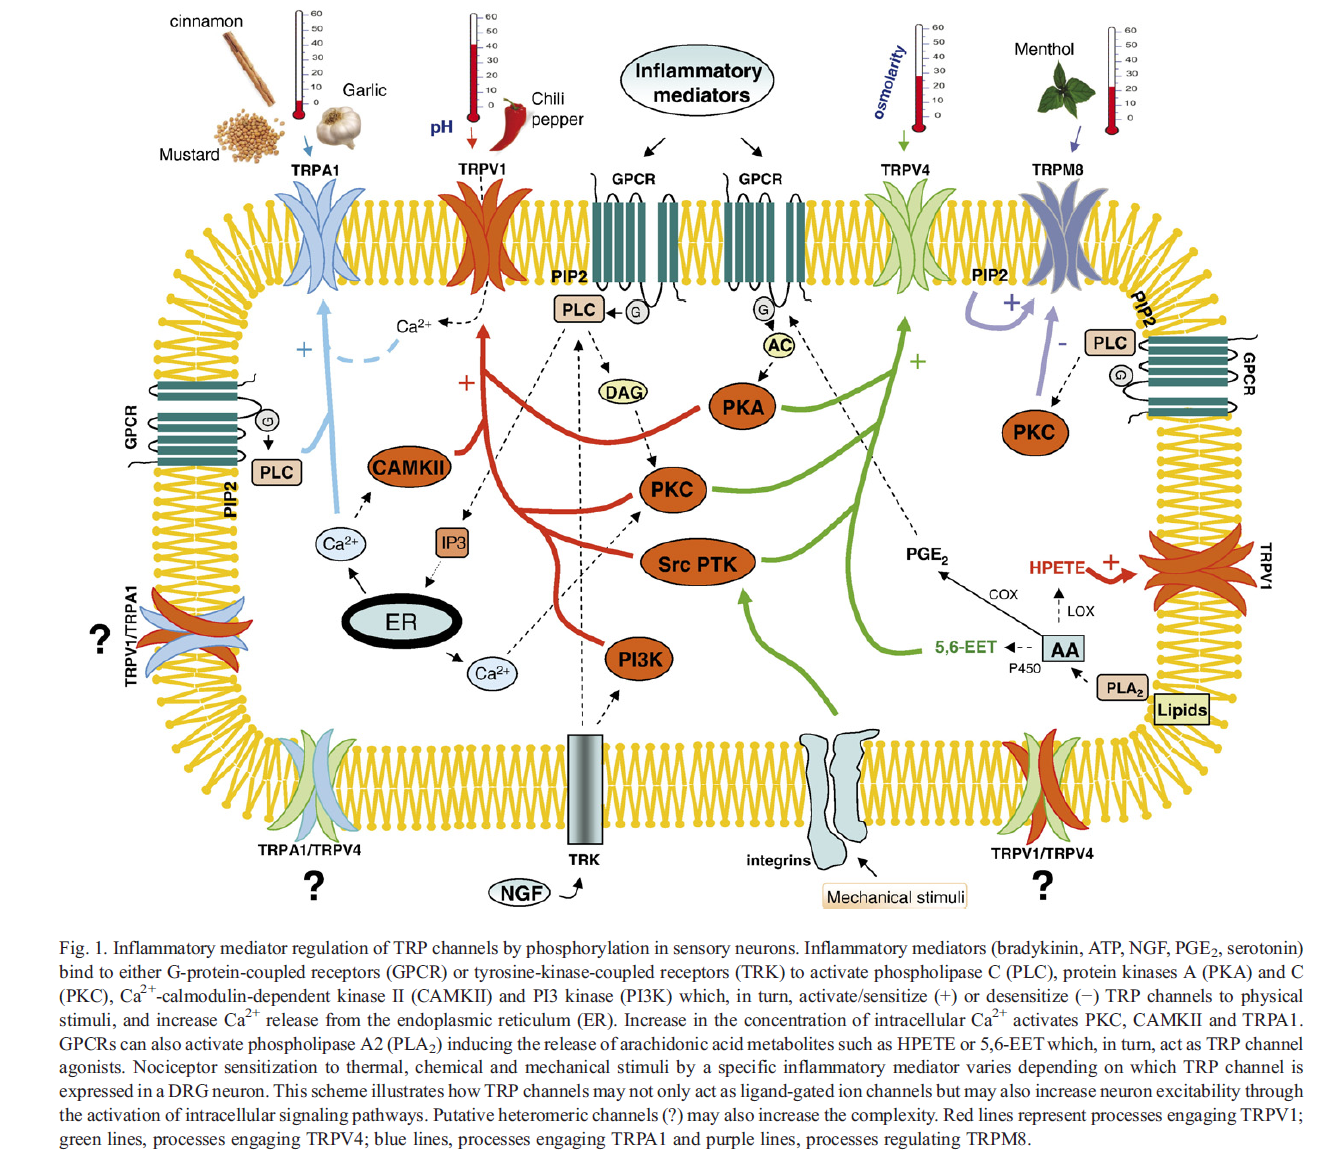 cinnamon
60
50
40
30
20
10
0
Garlic
Mustard
TRPA1
60
50
40
30
20
10
0
pH
Chili
pepper
TRPV1
Inflammatory
mediators
GPCR
GPCR
osmolarity
60
50
40
30
20
10
0
TRPV4
Menthol
60
50
40
30
20
10
0
TRPM8
PIP2
PLC
G
G
AC
DAG
PKA
Ca2+
+
+
+
PIP2
+
-
PIP2
PLC
G
GPCR
PKC
GPCR
G
PLC
PIP2
CAMKII
PKC
Ca2+
IP3
Src PTK
ER
Ca2+
PI3K
PGE2
COX
HPETE
+
LOX
TRPV1
5,6-EET
P450
AA
PLA2
Lipids
?
TRPV1/TRPA1
TRPA1/TRPV4
?
TRK
NGF
integrins
Mechanical stimuli
TRPV1/TRPV4
?
Fig. 1. Inflammatory mediator regulation of TRP channels by phosphorylation in sensory neurons. Inflammatory mediators (bradykinin, ATP, NGF, PGE2, serotonin)
bind to either G-protein-coupled receptors (GPCR) or tyrosine-kinase-coupled receptors (TRK) to activate phospholipase C (PLC), protein kinases A (PKA) and C
(PKC), Ca2+-calmodulin-dependent kinase II (CAMKII) and PI3 kinase (PI3K) which, in turn, activate/sensitize (+) or desensitize (−) TRP channels to physical
stimuli, and increase Ca2+ release from the endoplasmic reticulum (ER). Increase in the concentration of intracellular Ca2+ activates PKC, CAMKII and TRPA1.
GPCRs can also activate phospholipase A2 (PLA2) inducing the release of arachidonic acid metabolites such as HPETE or 5,6-EET which, in turn, act as TRP channel
agonists. Nociceptor sensitization to thermal, chemical and mechanical stimuli by a specific inflammatory mediator varies depending on which TRP channel is
expressed in a DRG neuron. This scheme illustrates how TRP channels may not only act as ligand-gated ion channels but may also increase neuron excitability through
the activation of intracellular signaling pathways. Putative heteromeric channels (?) may also increase the complexity. Red lines represent processes engaging TRPV1;
green lines, processes engaging TRPV4; blue lines, processes engaging TRPA1 and purple lines, processes regulating TRPM8.